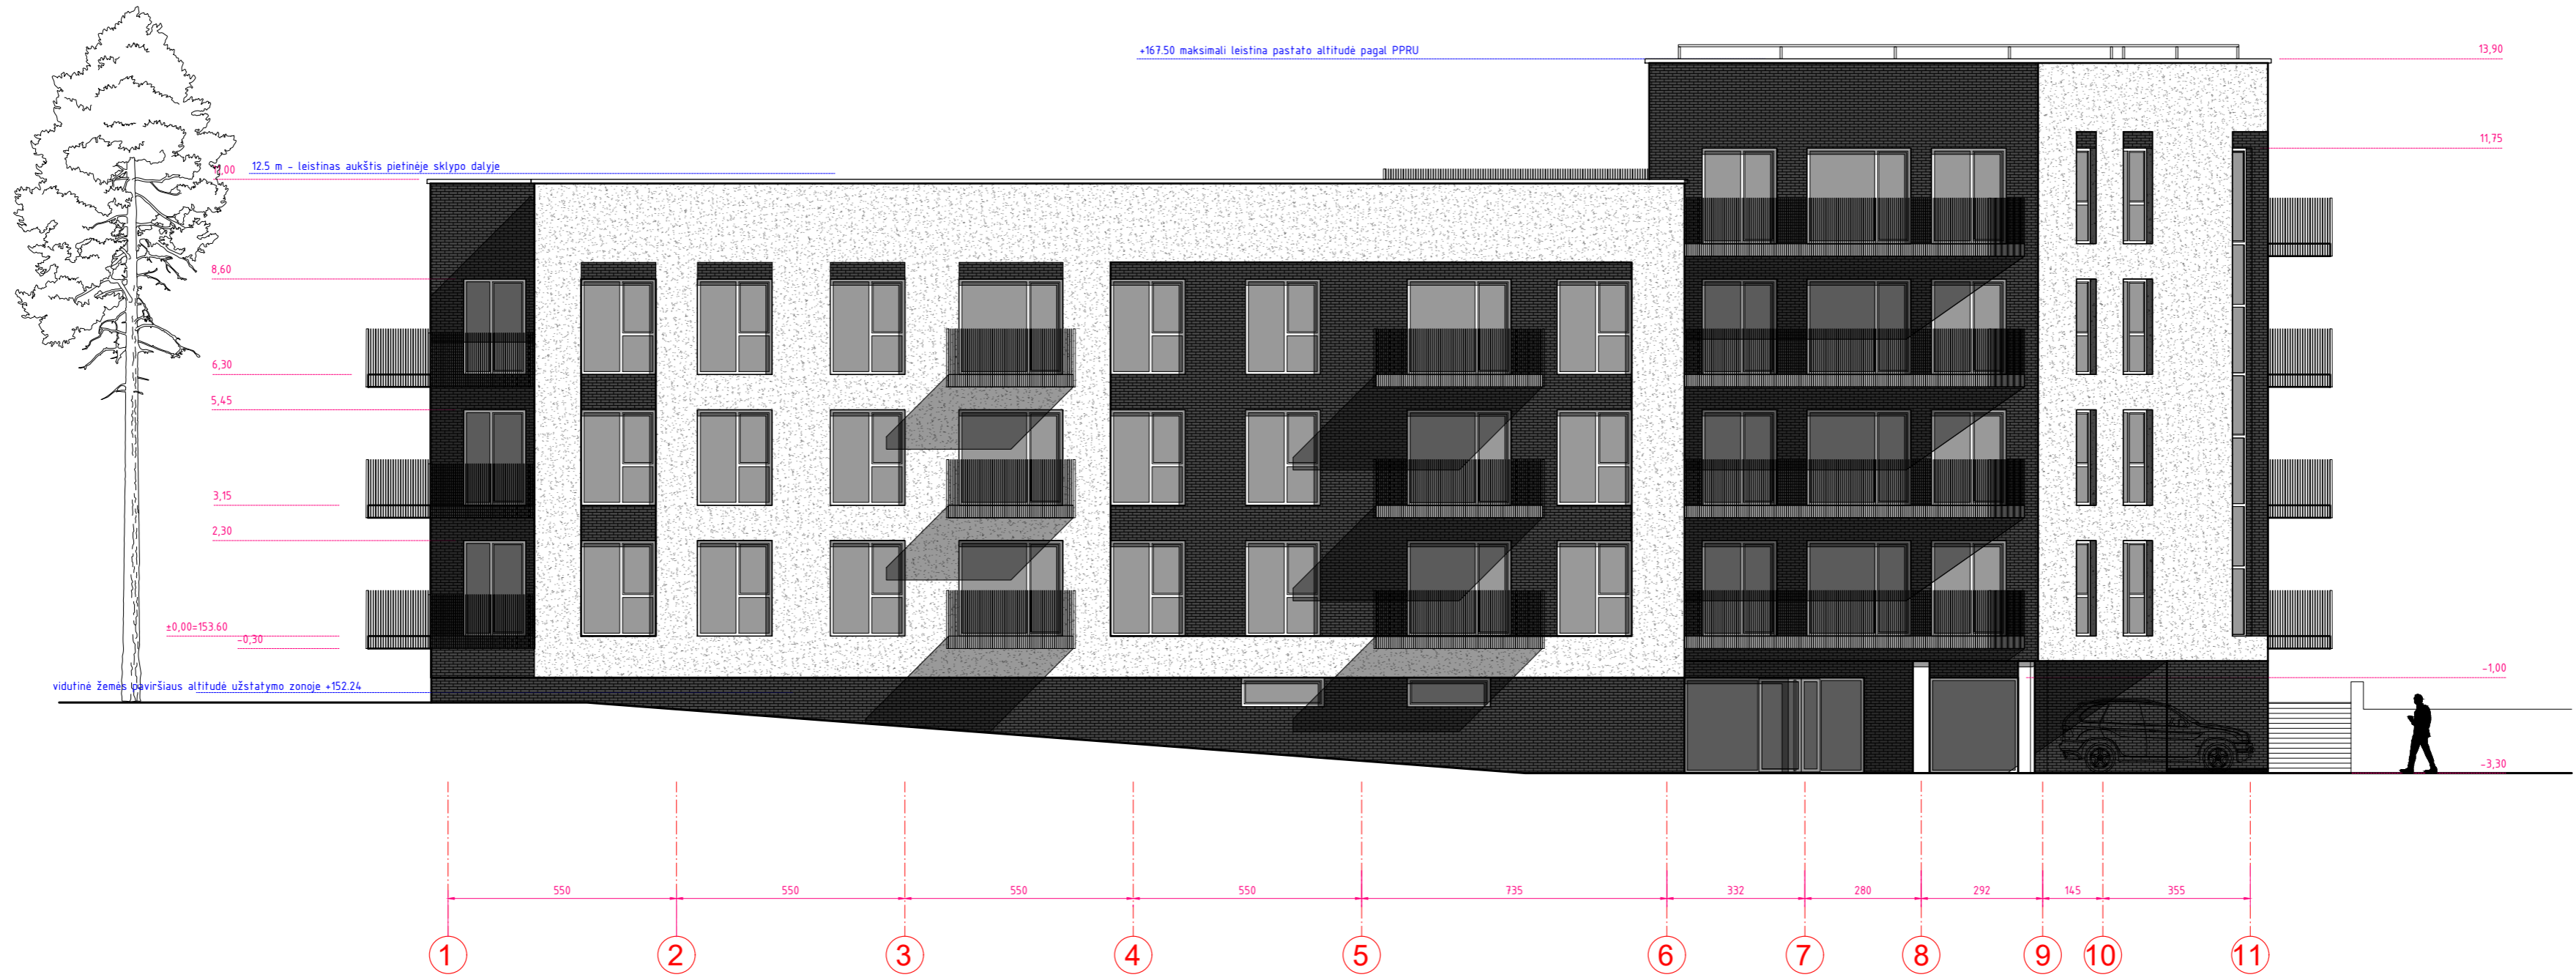 +167.50 maksimali leistina pastato altitudė pagal PPRU
13,90
11,75
12.5 m - leistinas aukštis pietinėje sklypo dalyje
11,00
8,60
6,30
5,45
3,15
2,30
±0,00=153.60
-0,30
-1,00
vidutinė žemės paviršiaus altitudė užstatymo zonoje +152.24
-3,30
550 550 550 550 735 332 280 292 145 355
1 2 3 4 5 6 7 8 9 10 11